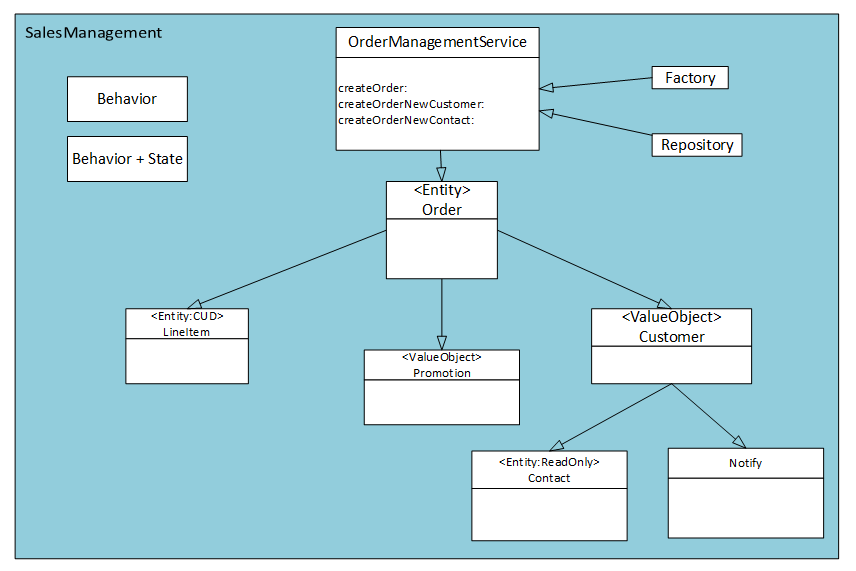 SalesManagement
OrderManagementService
createOrder:
createOrderNewCustomer:
createOrderNewContact:
Factory
Repository
Behavior
Behavior + State
<Entity>
Order
<Entity:CUD>
LineItem
<ValueObject>
Promotion
<ValueObject>
Customer
<Entity:ReadOnly>
Contact
Notify